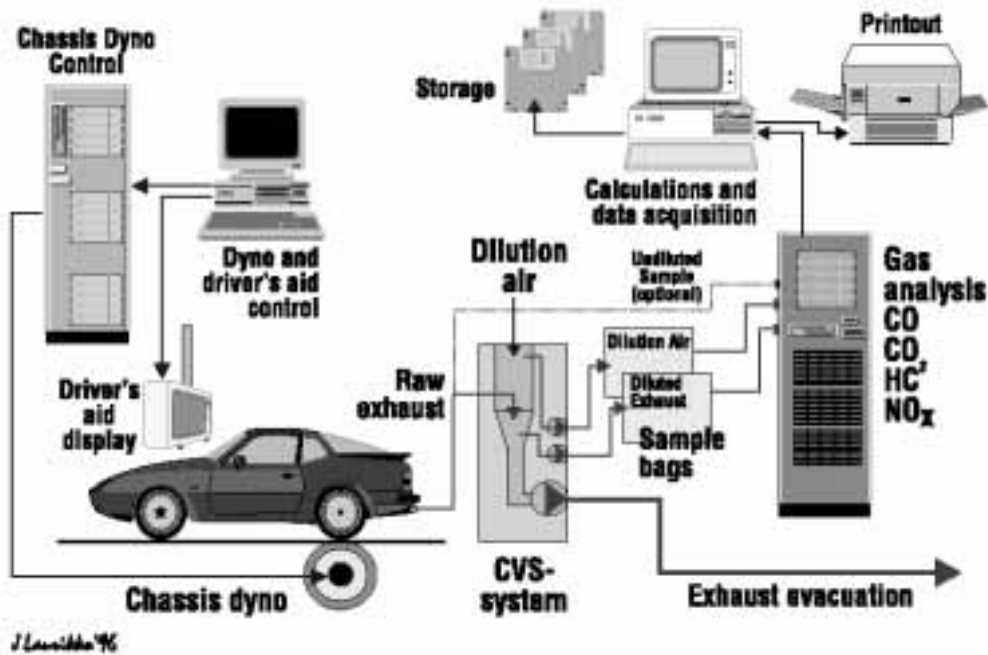 Chassis Dyno
Control
Storage
Printout
Calculations and
data acquisition
Dyno and
driver's aid
control
Dilution
air
Undiluted
Sample
(optional)
Gas
analysis
CO
CO2
HC
NOX
Driver's
aid
display
Raw
exhaust
Dilution Air
Diluted
Exhaust
Sample
bags
Chassis dyno
CVS-
system
Exhaust evacuation